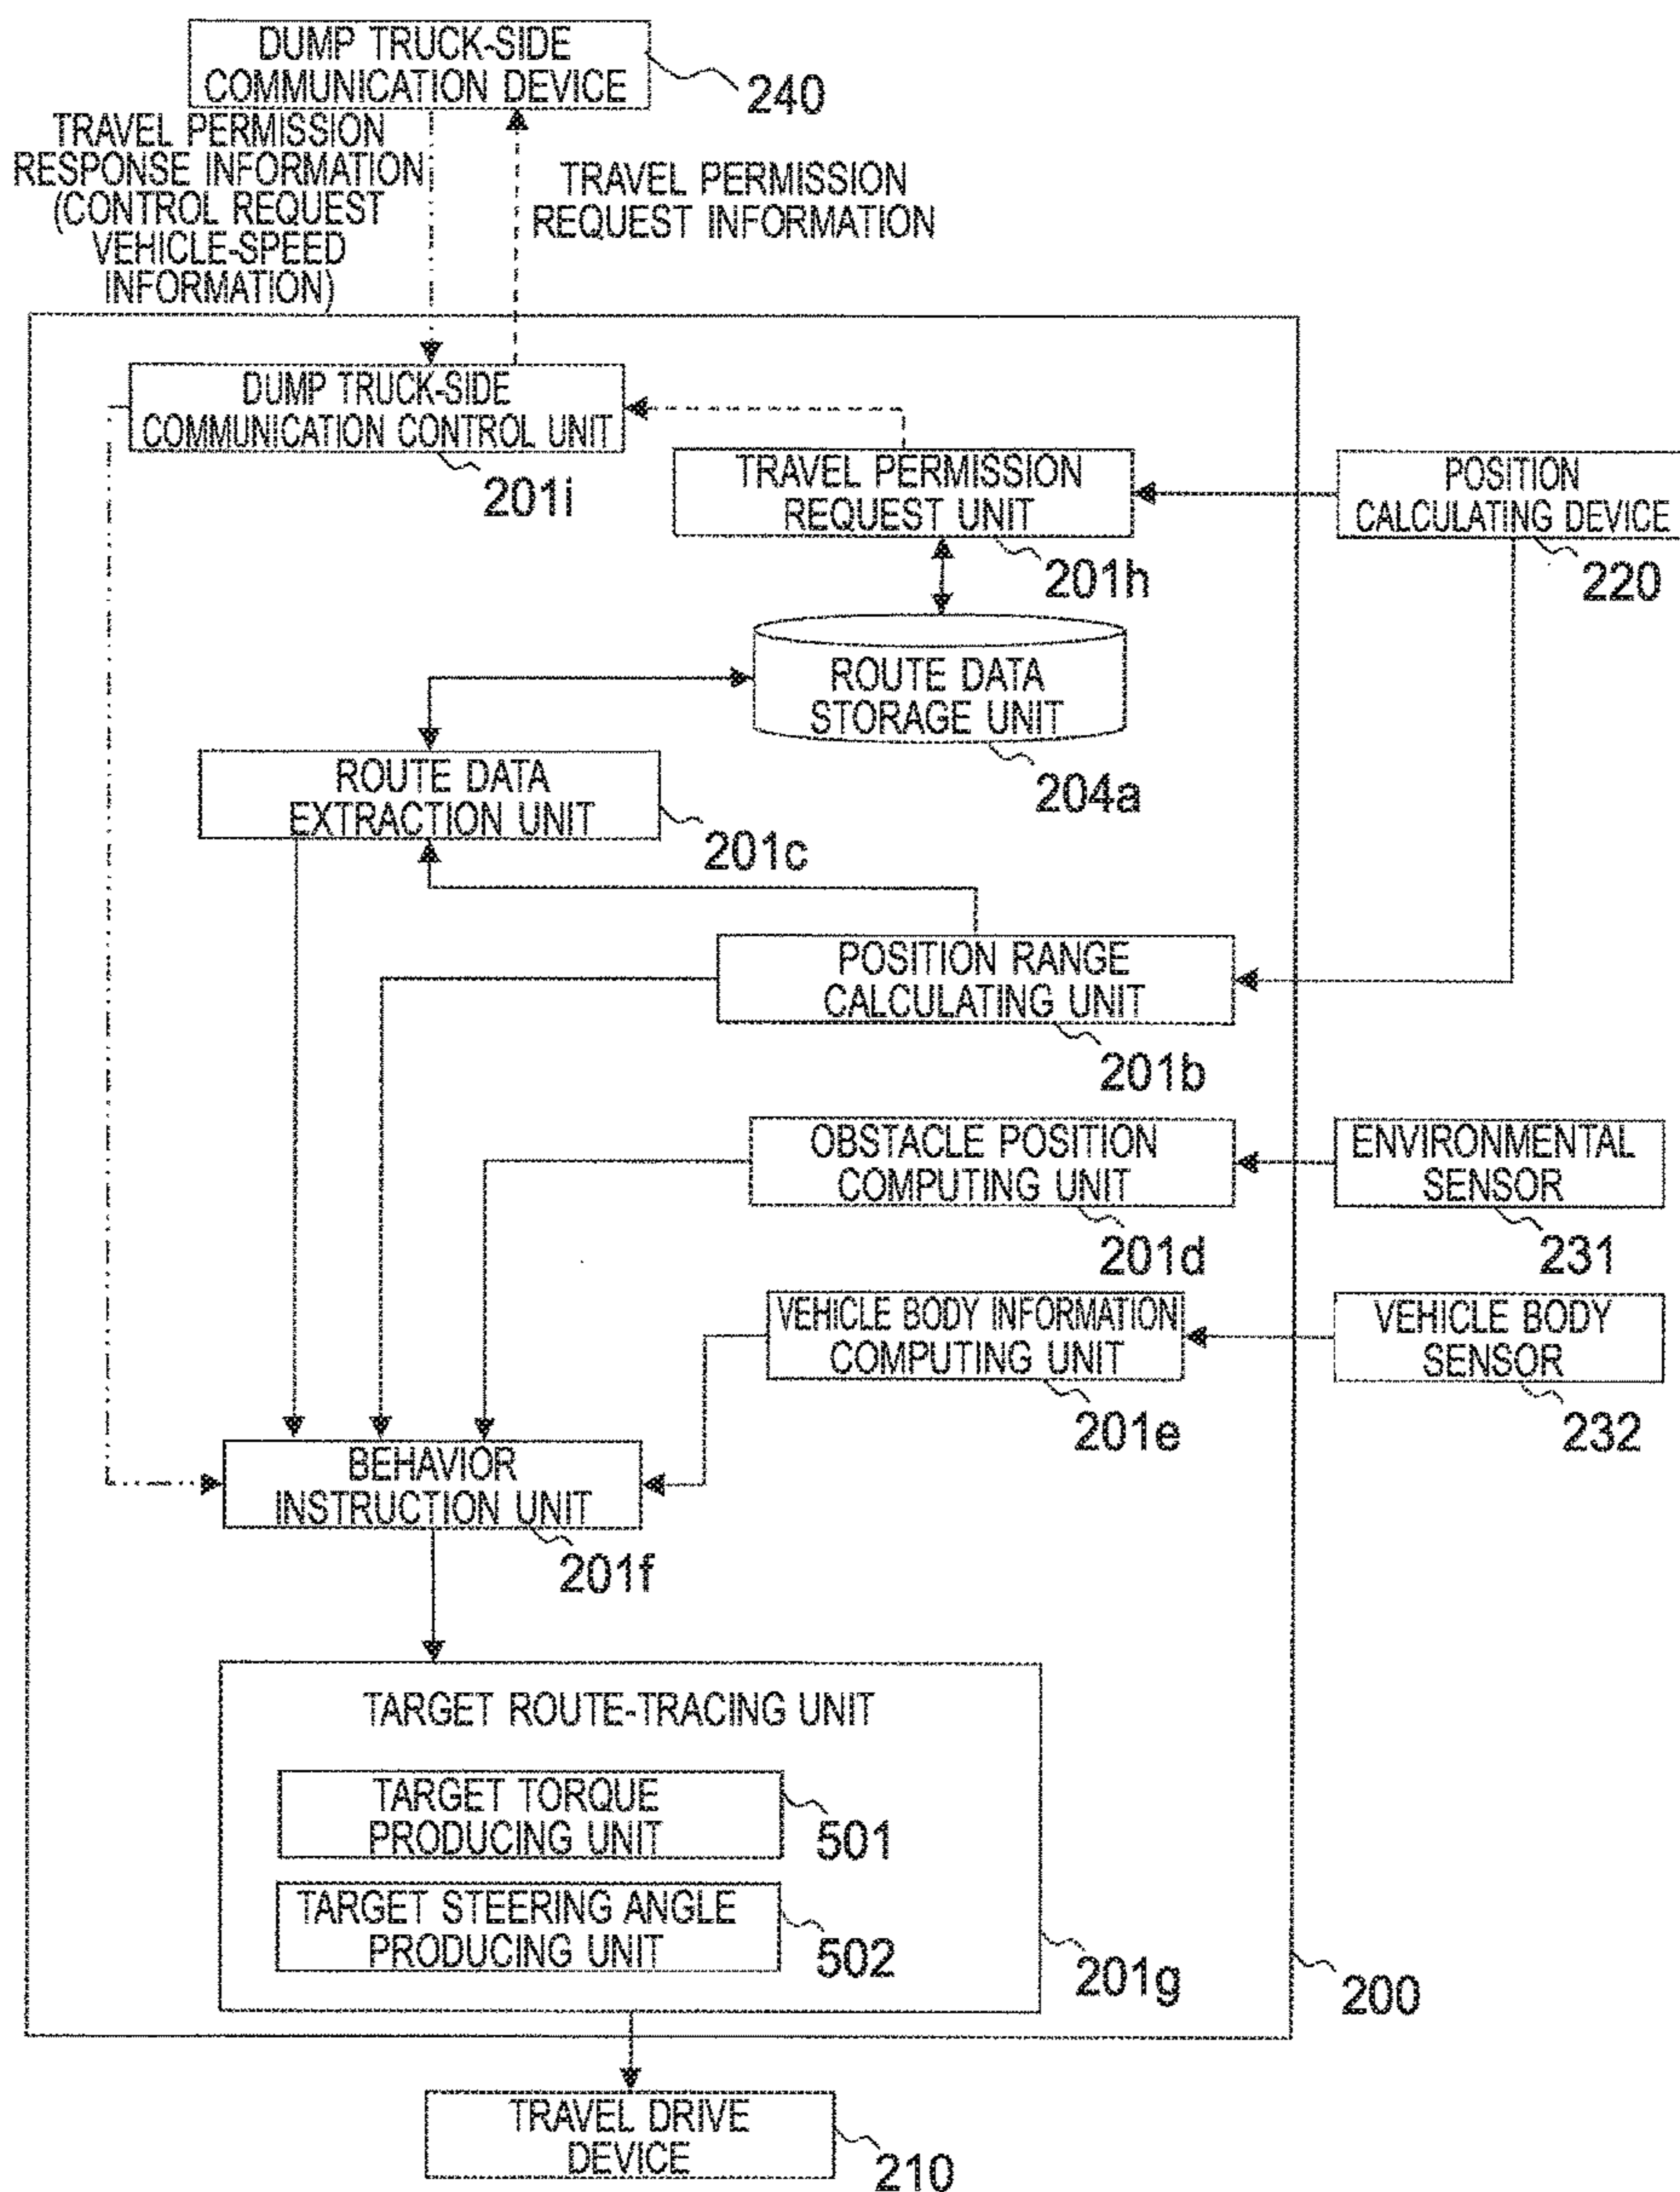 DUMP TRUCK-SIDE
COMMUNICATION DEVICE
240
TRAVEL PERMISSION
RESPONSE INFORMATION
(CONTROL REQUEST
VEHICLE-SPEED
INFORMATION)
TRAVEL PERMISSION
REQUEST INFORMATION
DUMP TRUCK-SIDE
COMMUNICATION CONTROL UNIT
201i
TRAVEL PERMISSION
REQUEST UNIT
201h
POSITION
CALCULATING DEVICE
220
ROUTE DATA
STORAGE UNIT
204a
ROUTE DATA
EXTRACTION UNIT
201c
POSITION RANGE
CALCULATING UNIT
201b
OBSTACLE POSITION
COMPUTING UNIT
201d
ENVIRONMENTAL
SENSOR
231
VEHICLE BODY INFORMATION
COMPUTING UNIT
201e
VEHICLE BODY
SENSOR
232
BEHAVIOR
INSTRUCTION UNIT
201f
TARGET ROUTE-TRACING UNIT
TARGET TORQUE
PRODUCING UNIT
501
TARGET STEERING ANGLE
PRODUCING UNIT
502
201g
200
TRAVEL DRIVE
DEVICE
210